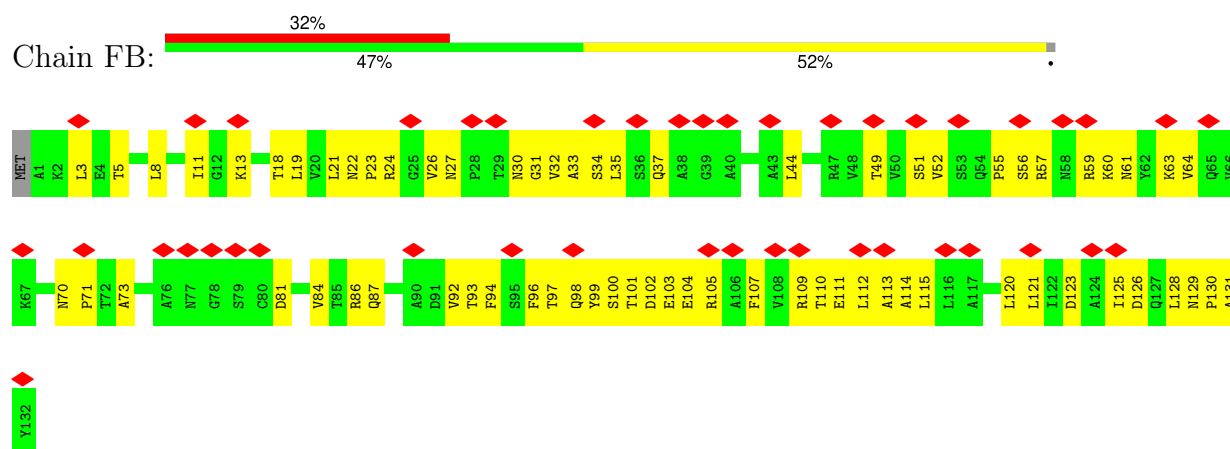 32%
Chain FB:
47% 52% •
MET A1 K2 L3 E4 T5 L8 I11 G12 K13 T18 L19 V20 L21 N22 P23 R24 G25 V26 N27 P28 T29 N30 G31 V32 A33 S34 L35 S36 Q37 A38 G39 A40 A43 L44 R47 V48 T49 V50 S51 V52 S53 Q54 P55 S56 R57 N58 R59 K60 N61 Y62 K63 V64 Q65
K67 N70 P71 T72 A73 A76 N77 G78 S79 C80 D81 V84 T85 R86 Q87 A90 D91 V92 T93 F94 S95 F96 T97 Q98 Y99 S100 T101 D102 E103 E104 R105 A106 F107 V108 R109 T110 E111 L112 A113 A114 L115 L116 A117 L120 L121 I122 D123 A124 I125 D126 Q127 L128 N129 P130
Y132